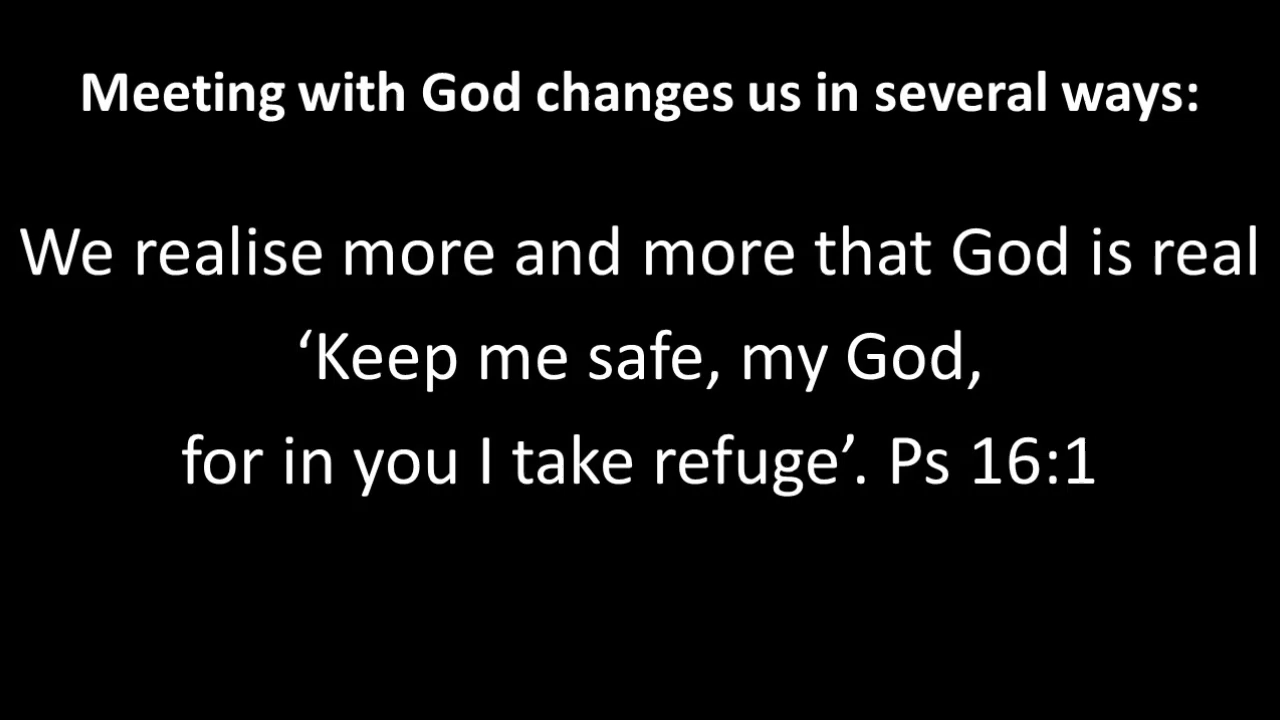 Meeting with God changes us in several ways:
We realise more and more that God is real
‘Keep me safe, my God,
for in you I take refuge’. Ps 16:1